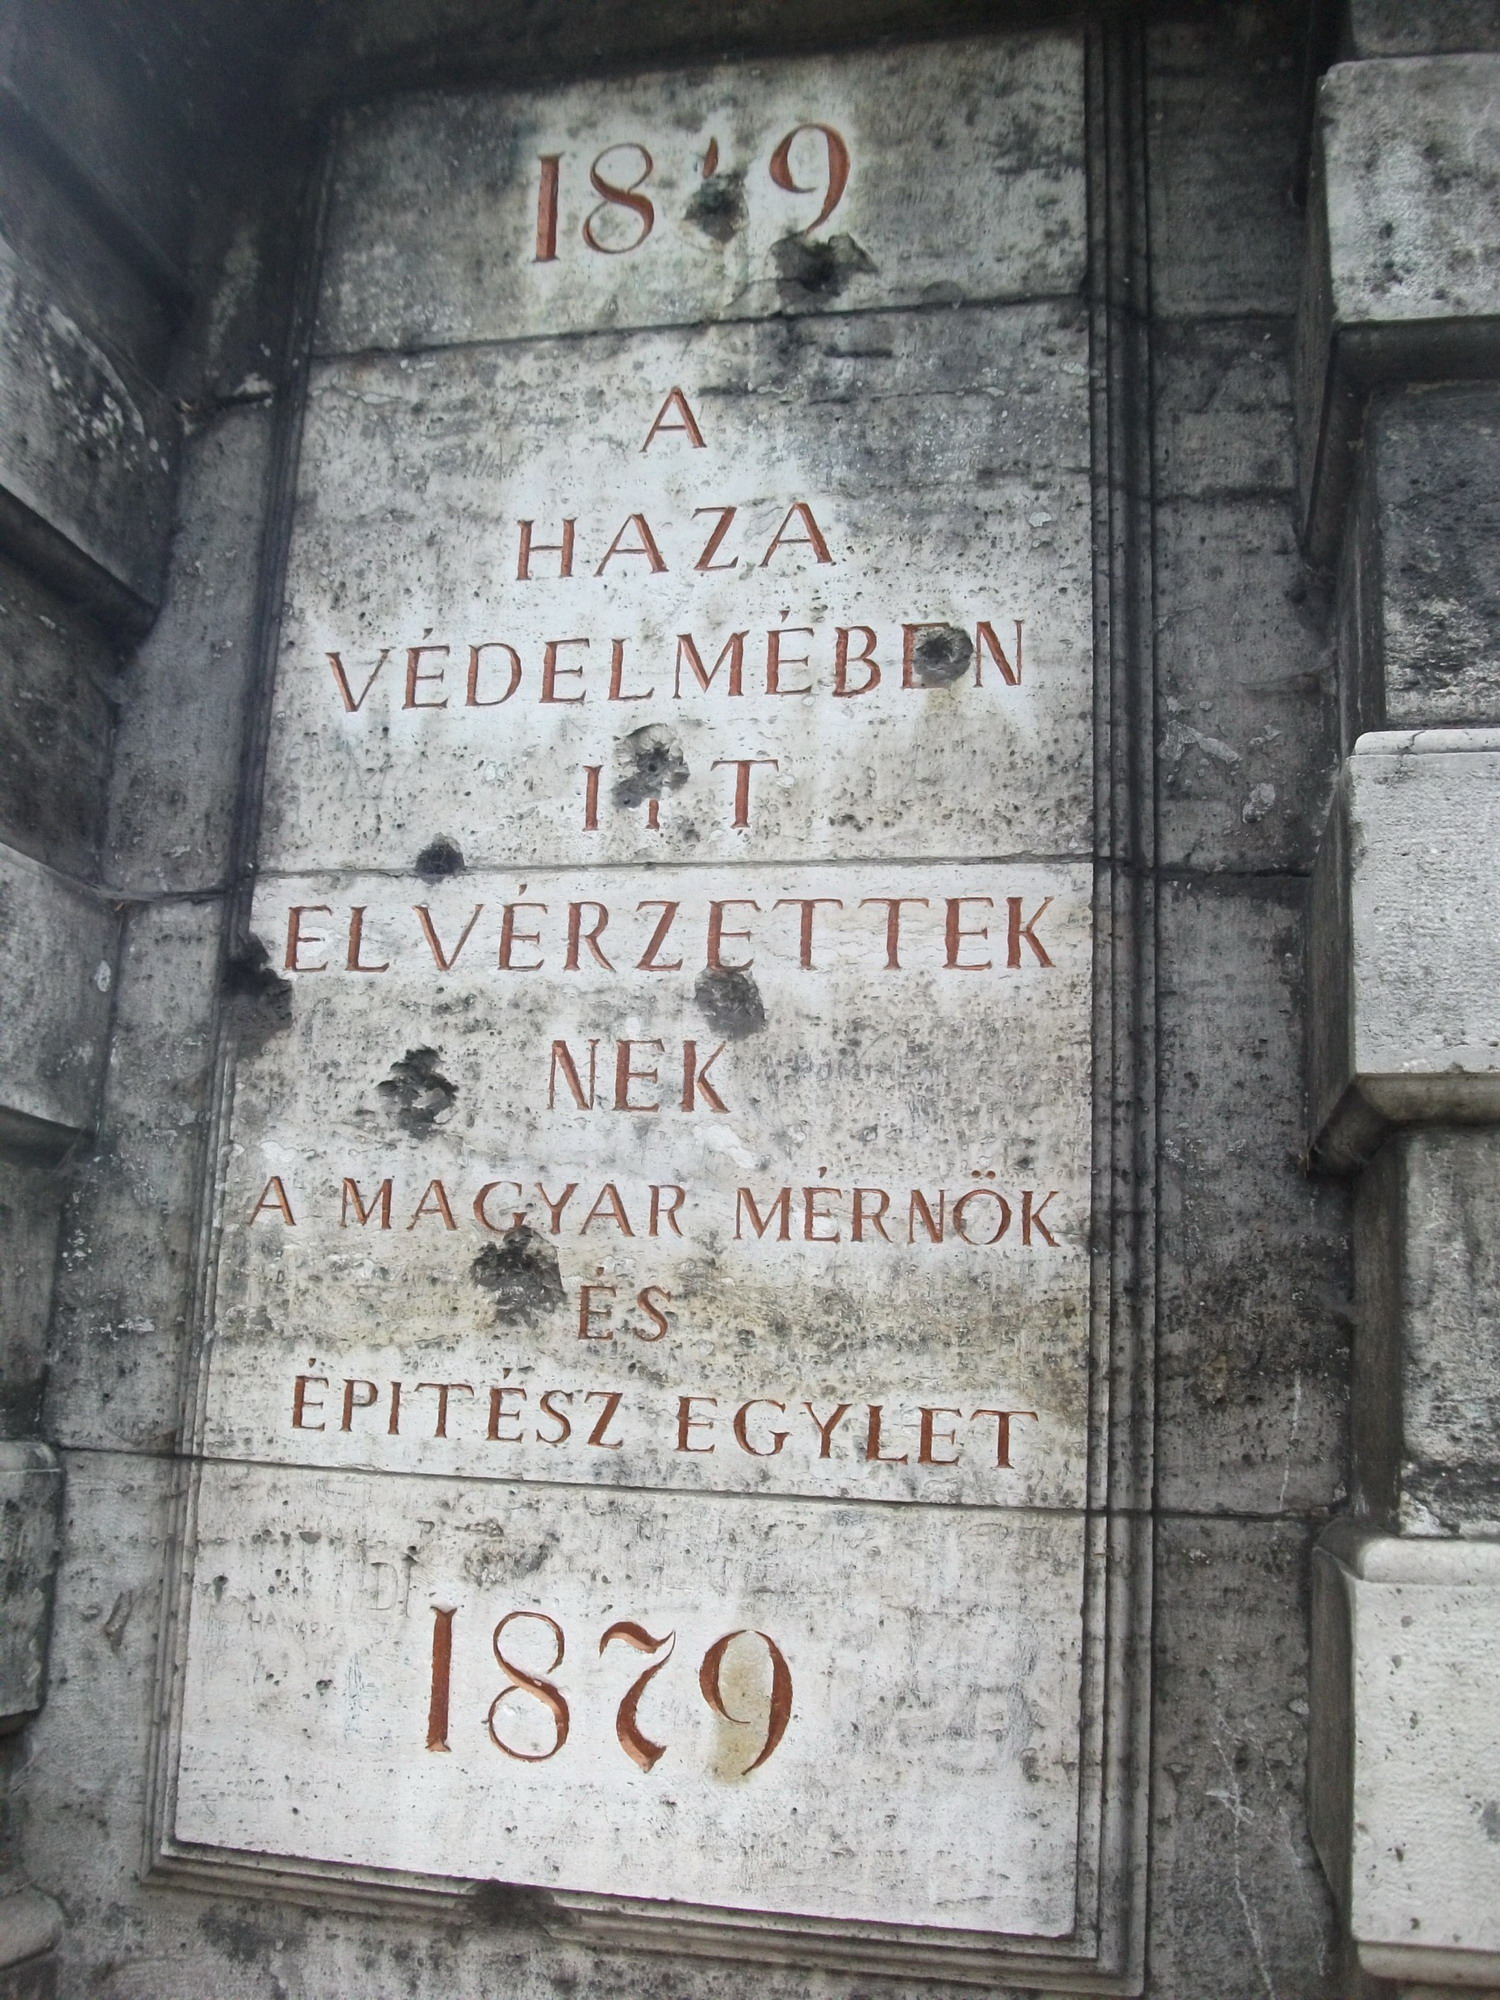 1849
A
HAZA
VÉDELMÉBEN
ITT
ELVÉRZETTEK
NEK
A MAGYAR MÉRNÖK
ÉS
ÉPITÉSZ EGYLET
1879